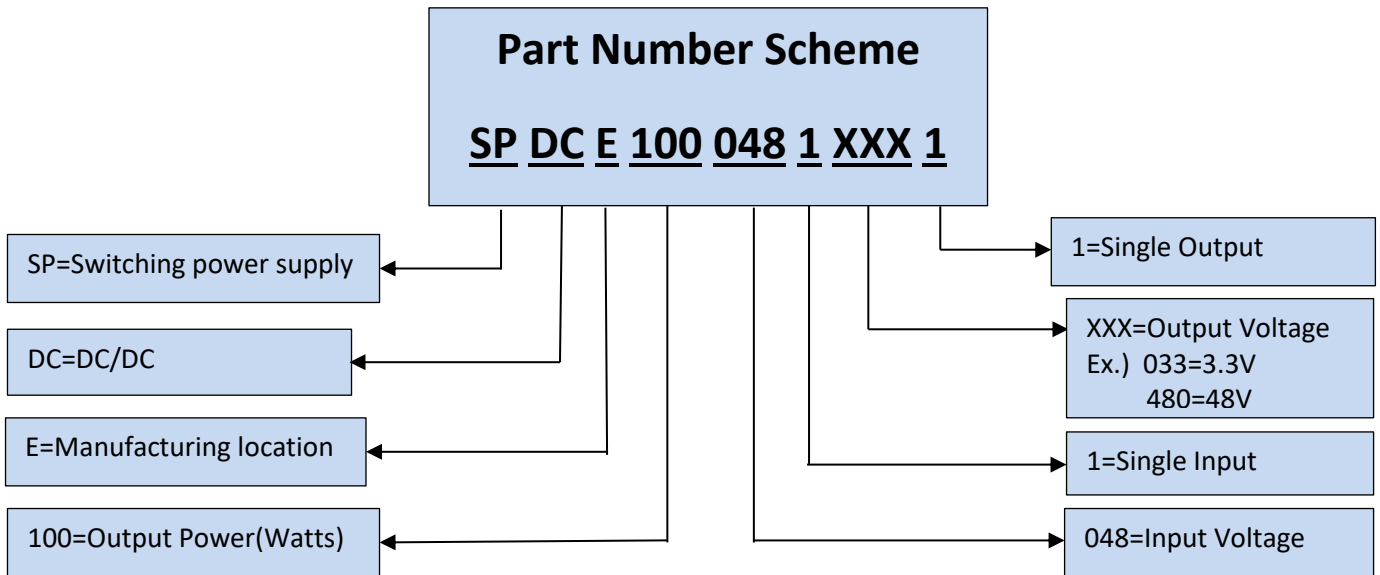 Part Number Scheme
SP DC E 100 048 1 XXX 1
SP=Switching power supply
DC=DC/DC
E=Manufacturing location
100=Output Power(Watts)
1=Single Output
XXX=Output Voltage
Ex.) 033=3.3V
480=48V
1=Single Input
048=Input Voltage